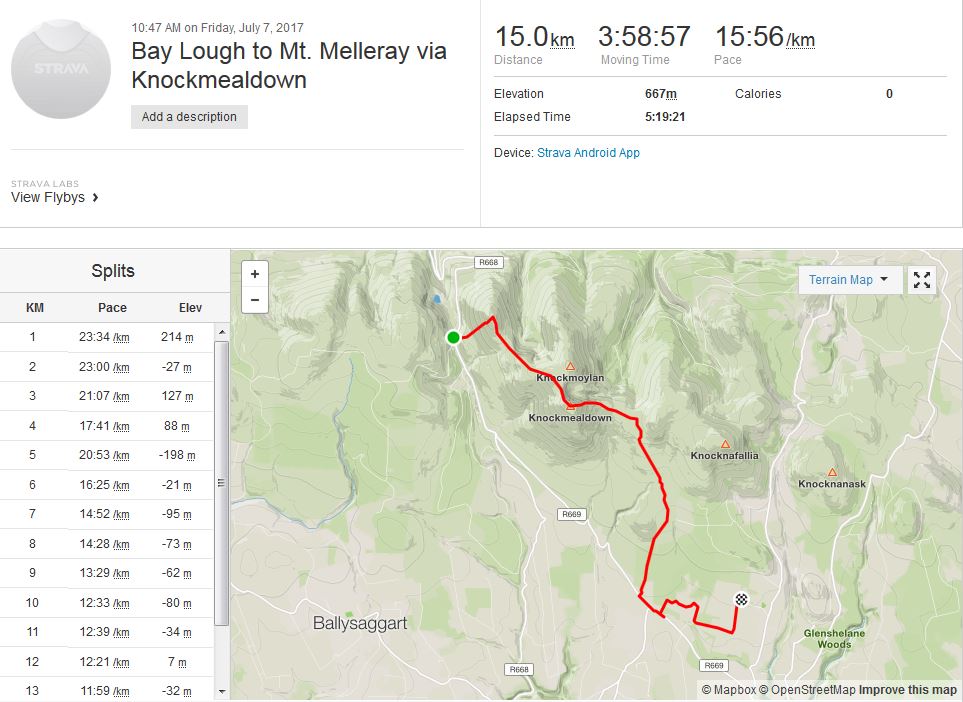 10:47 AM on Friday, July 7, 2017
Bay Lough to Mt. Melleray via
Knockmealdown
STRAVA
Add a description
STRAVA LABS
View Flybys
15.0km 3:58:57 15:56/km
Distance Moving Time Pace
Elevation 667m Calories 0
Elapsed Time 5:19:21
Device: Strava Android App
Splits
KM Pace Elev
1 23:34 /km 214 m
2 23:00 /km -27 m
3 21:07 /km 127 m
4 17:41 /km 88 m
5 20:53 /km -198 m
6 16:25 /km -21 m
7 14:52 /km -95 m
8 14:28 /km -73 m
9 13:29 /km -62 m
10 12:33 /km -80 m
11 12:39 /km -34 m
12 12:21 /km 7 m
13 11:59 /km -32 m
+
−
R668
Terrain Map
Knockmoylan
Knockmealdown
Knocknafallia
Knocknanask
R669
Ballysaggart
Glenshelane
Woods
R668
R669
© Mapbox © OpenStreetMap Improve this map